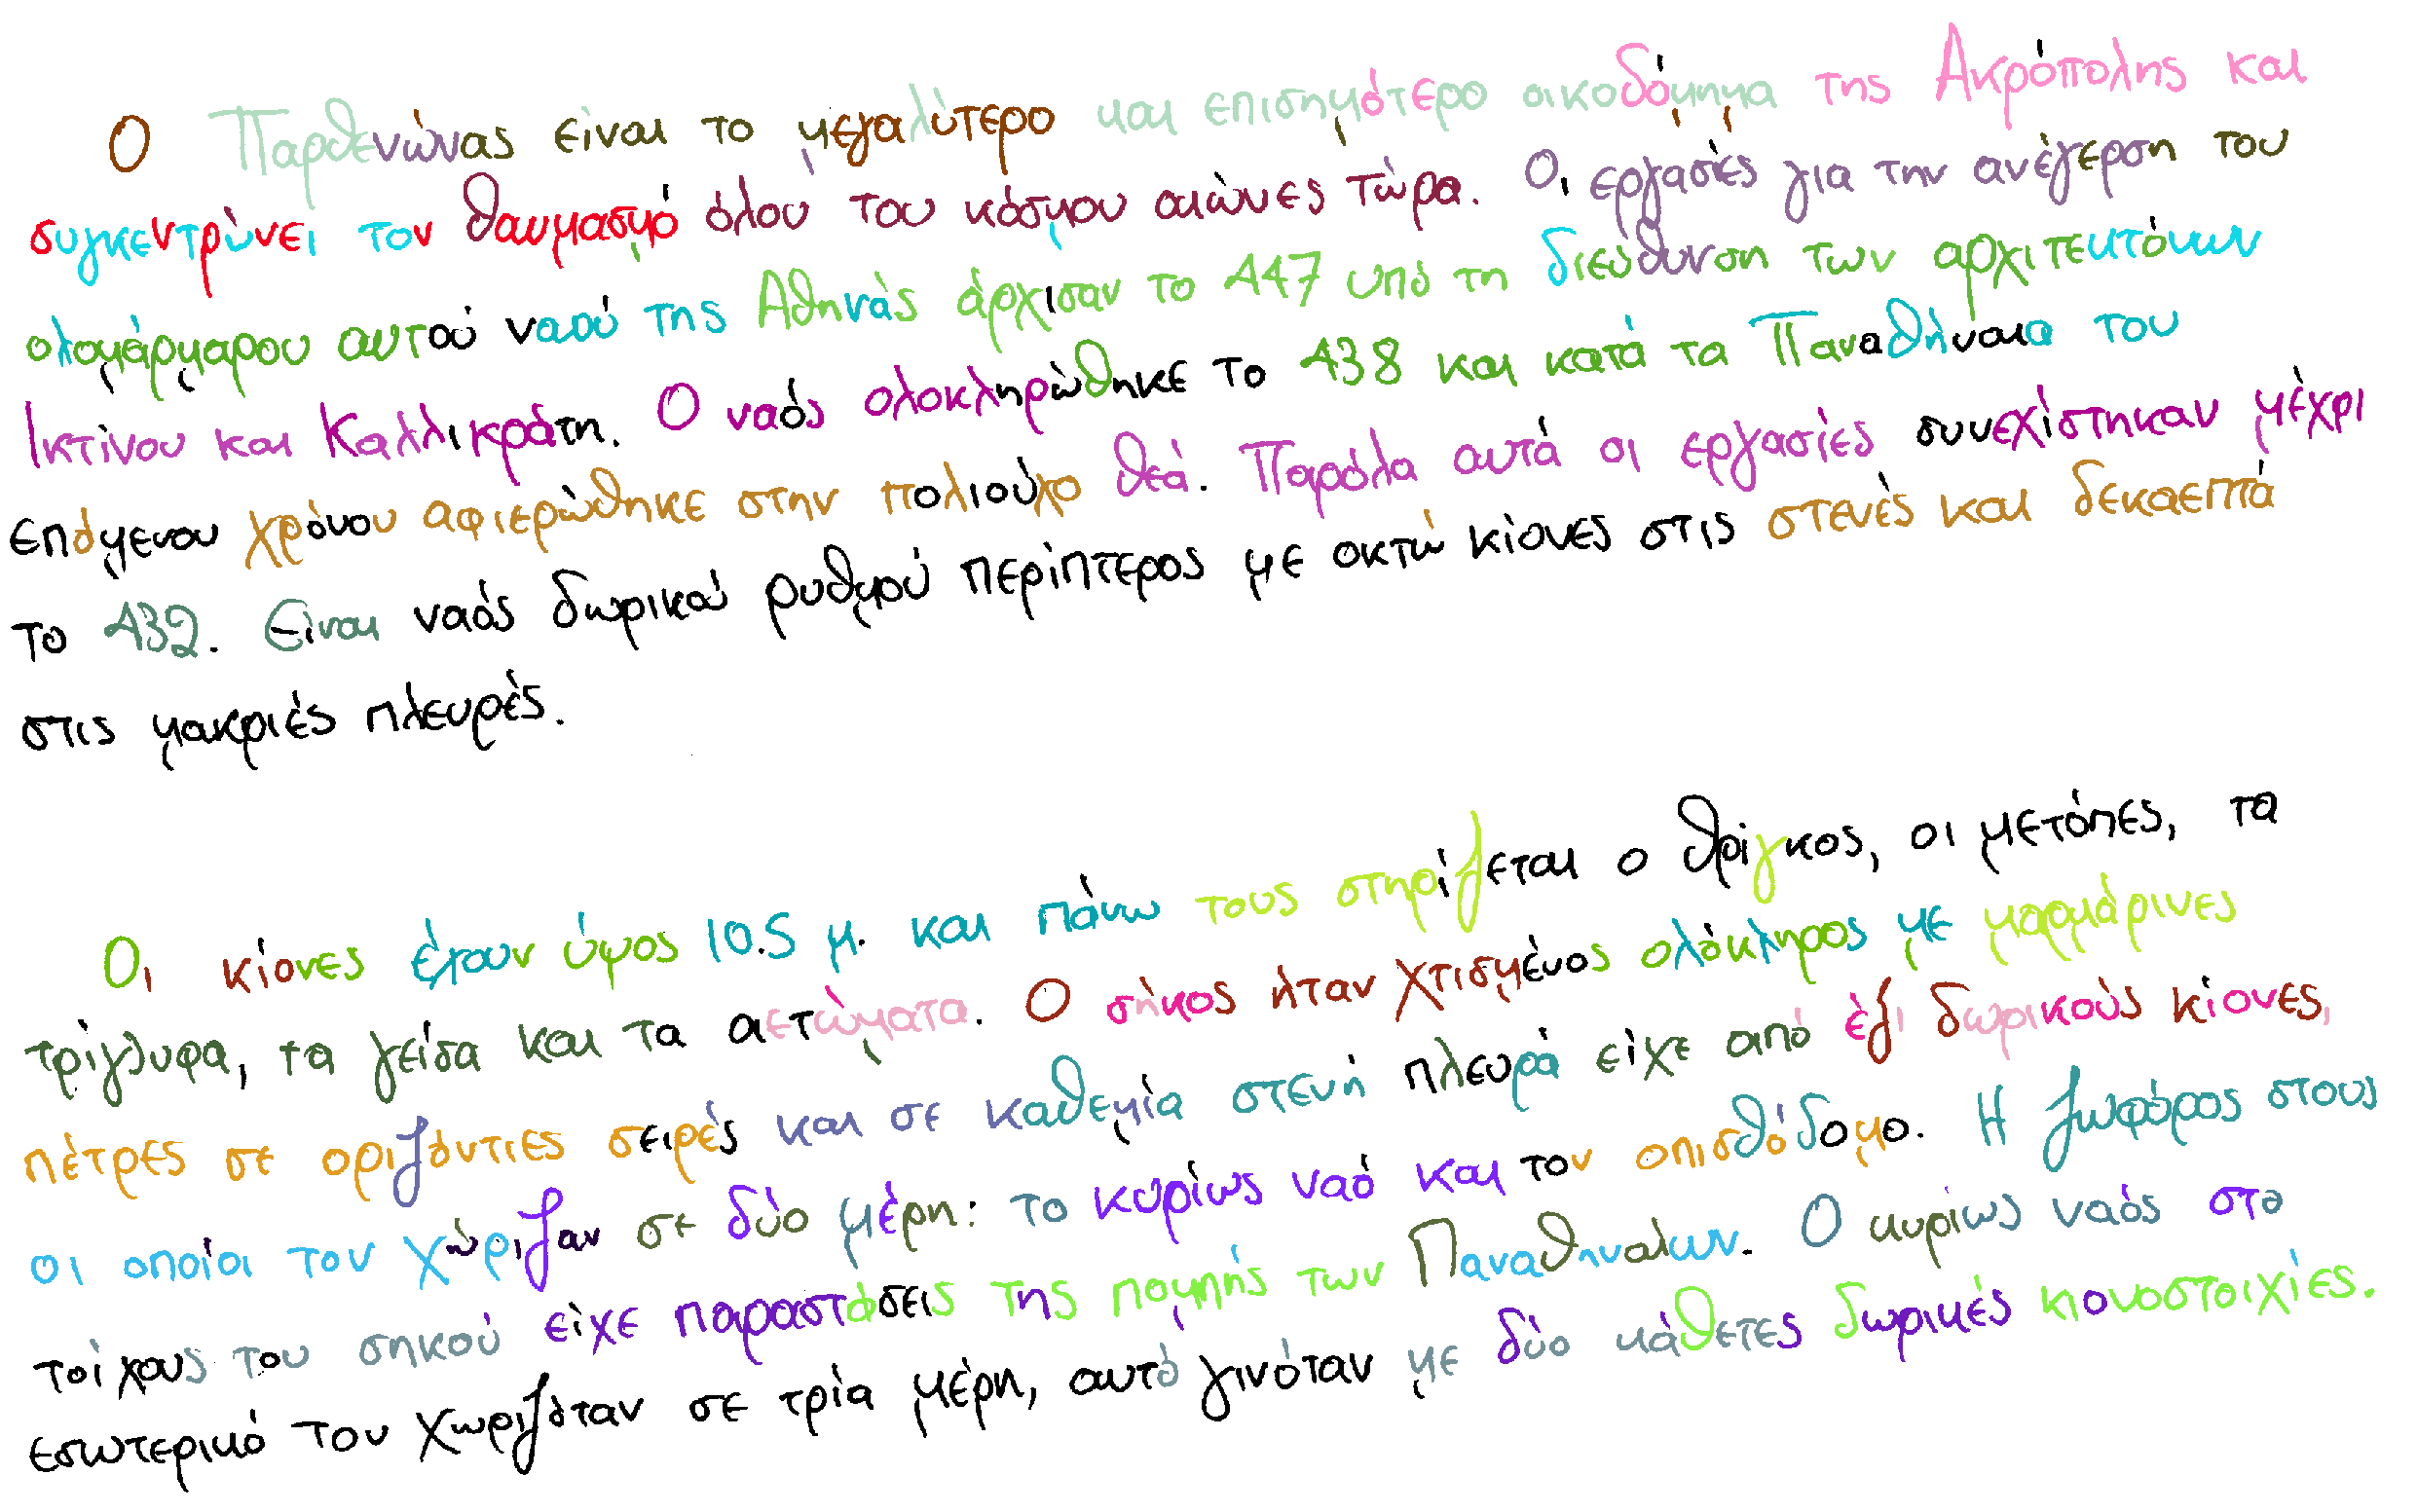 Ο Παρθενώνας είναι το μεγαλύτερο και επισημότερο οικοδόμημα της Ακρόπολης και
συγκεντρώνει τον θαυμασμό όλου του κόσμου αιώνες τώρα. Οι εργασίες για την ανέγερση του
ολομάρμαρου αυτού ναού της Αθηνάς άρχισαν το 447 υπό τη διεύθυνση των αρχιτεκτόνων
Ικτίνου και Καλλικράτη. Ο ναός ολοκληρώθηκε το 438 και κατά τα Παναθήναια του
επόμενου χρόνου αφιερώθηκε στην πολιούχο θεά. Παρόλα αυτά οι εργασίες συνεχίστηκαν μέχρι
το 432. Είναι ναός δωρικού ρυθμού περίπτερος με οκτώ κίονες στις στενές και δεκαεπτά
στις μακριές πλευρές.
Οι κίονες έχουν ύψος 10.5 μ. και πάνω τους στηρίζεται ο θρίγκος, οι μετόπες, τα
τρίγλυφα, τα γείσα και τα αετώματα. Ο σήκος ήταν χτισμένος ολόκληρος με μαρμάρινες
πέτρες σε οριζόντιες σειρές και σε καθεμία στενή πλευρά είχε από έξι δωρικούς κίονες,
οι οποίοι τον χώριζαν σε δύο μέρη: το κυρίως ναό και τον οπισθόδομο. Η ζωφόρος στους
τοίχους του σηκού είχε παραστάσεις της πομπής των Παναθηναίων. Ο κυρίως ναός στο
εσωτερικό του χωριζόταν σε τρία μέρη, αυτό γινόταν με δύο κάθετες δωρικές κιονοστοιχίες.